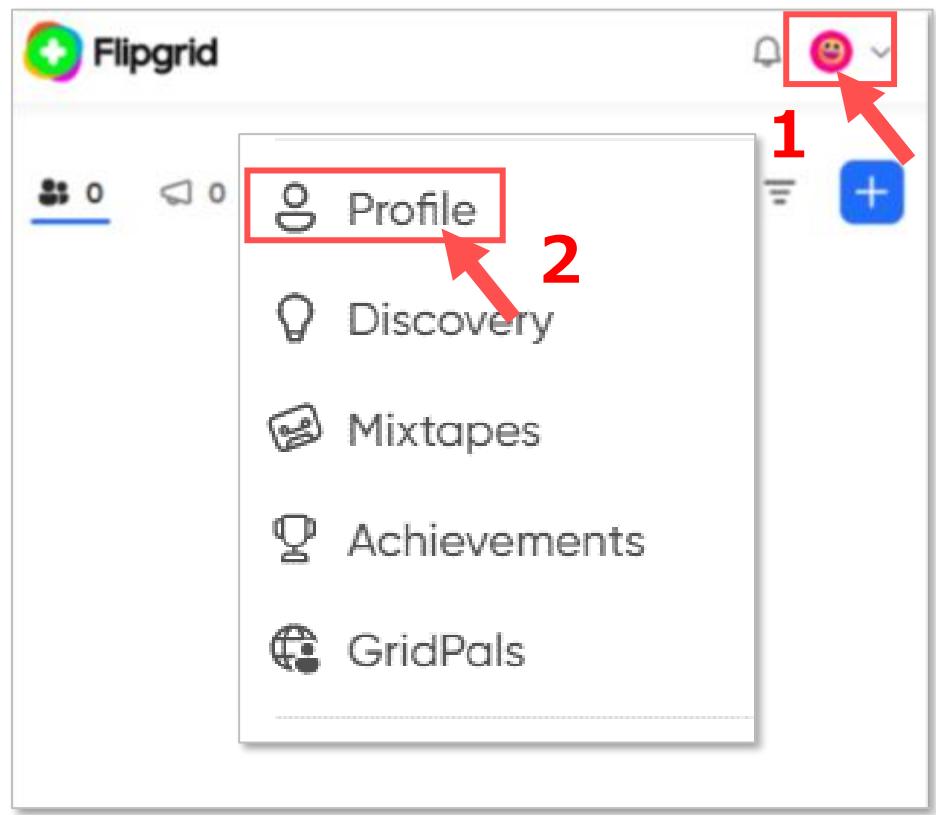 Flipgrid
1
0 0
Profile
2
Discovery
Mixtapes
Achievements
GridPals